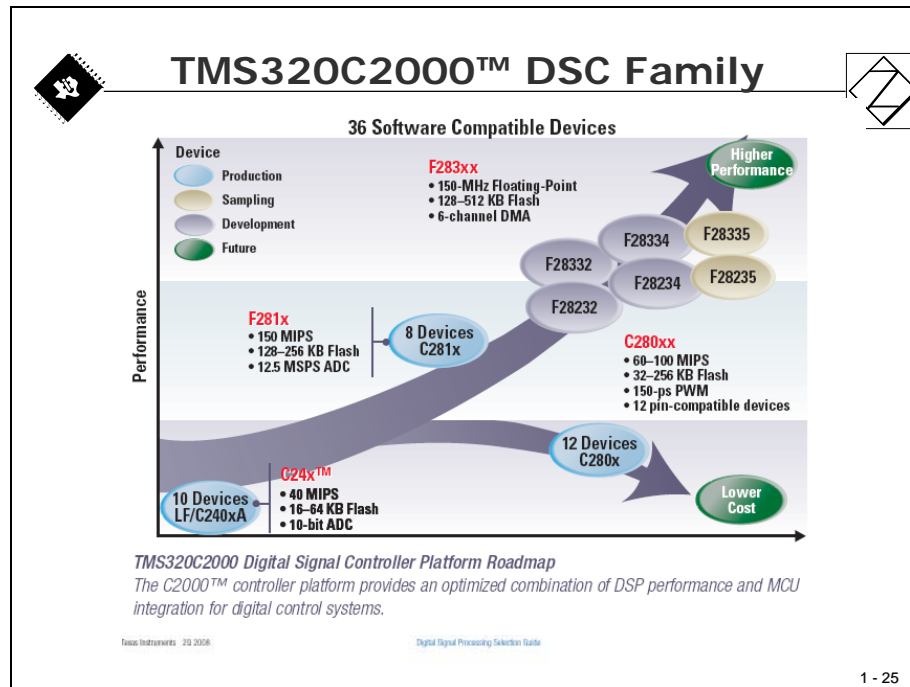 TMS320C2000™ DSC Family
36 Software Compatible Devices
Device
Production
Sampling
Development
Future
Performance
F283xx
• 150-MHz Floating-Point
• 128–512 KB Flash
• 6-channel DMA
Higher
Performance
F28332
F28334
F28335
F28232
F28234
F28235
F281x
• 150 MIPS
• 128–256 KB Flash
• 12.5 MSPS ADC
8 Devices
C281x
C280xx
• 60–100 MIPS
• 32–256 KB Flash
• 150-ps PWM
• 12 pin-compatible devices
12 Devices
C280x
10 Devices
LF/C240xA
C24x™
• 40 MIPS
• 16–64 KB Flash
• 10-bit ADC
Lower
Cost
TMS320C2000 Digital Signal Controller Platform Roadmap
The C2000™ controller platform provides an optimized combination of DSP performance and MCU
integration for digital control systems.
Texas Instruments 2Q 2008
Digital Signal Processing Selection Guide
1 - 25